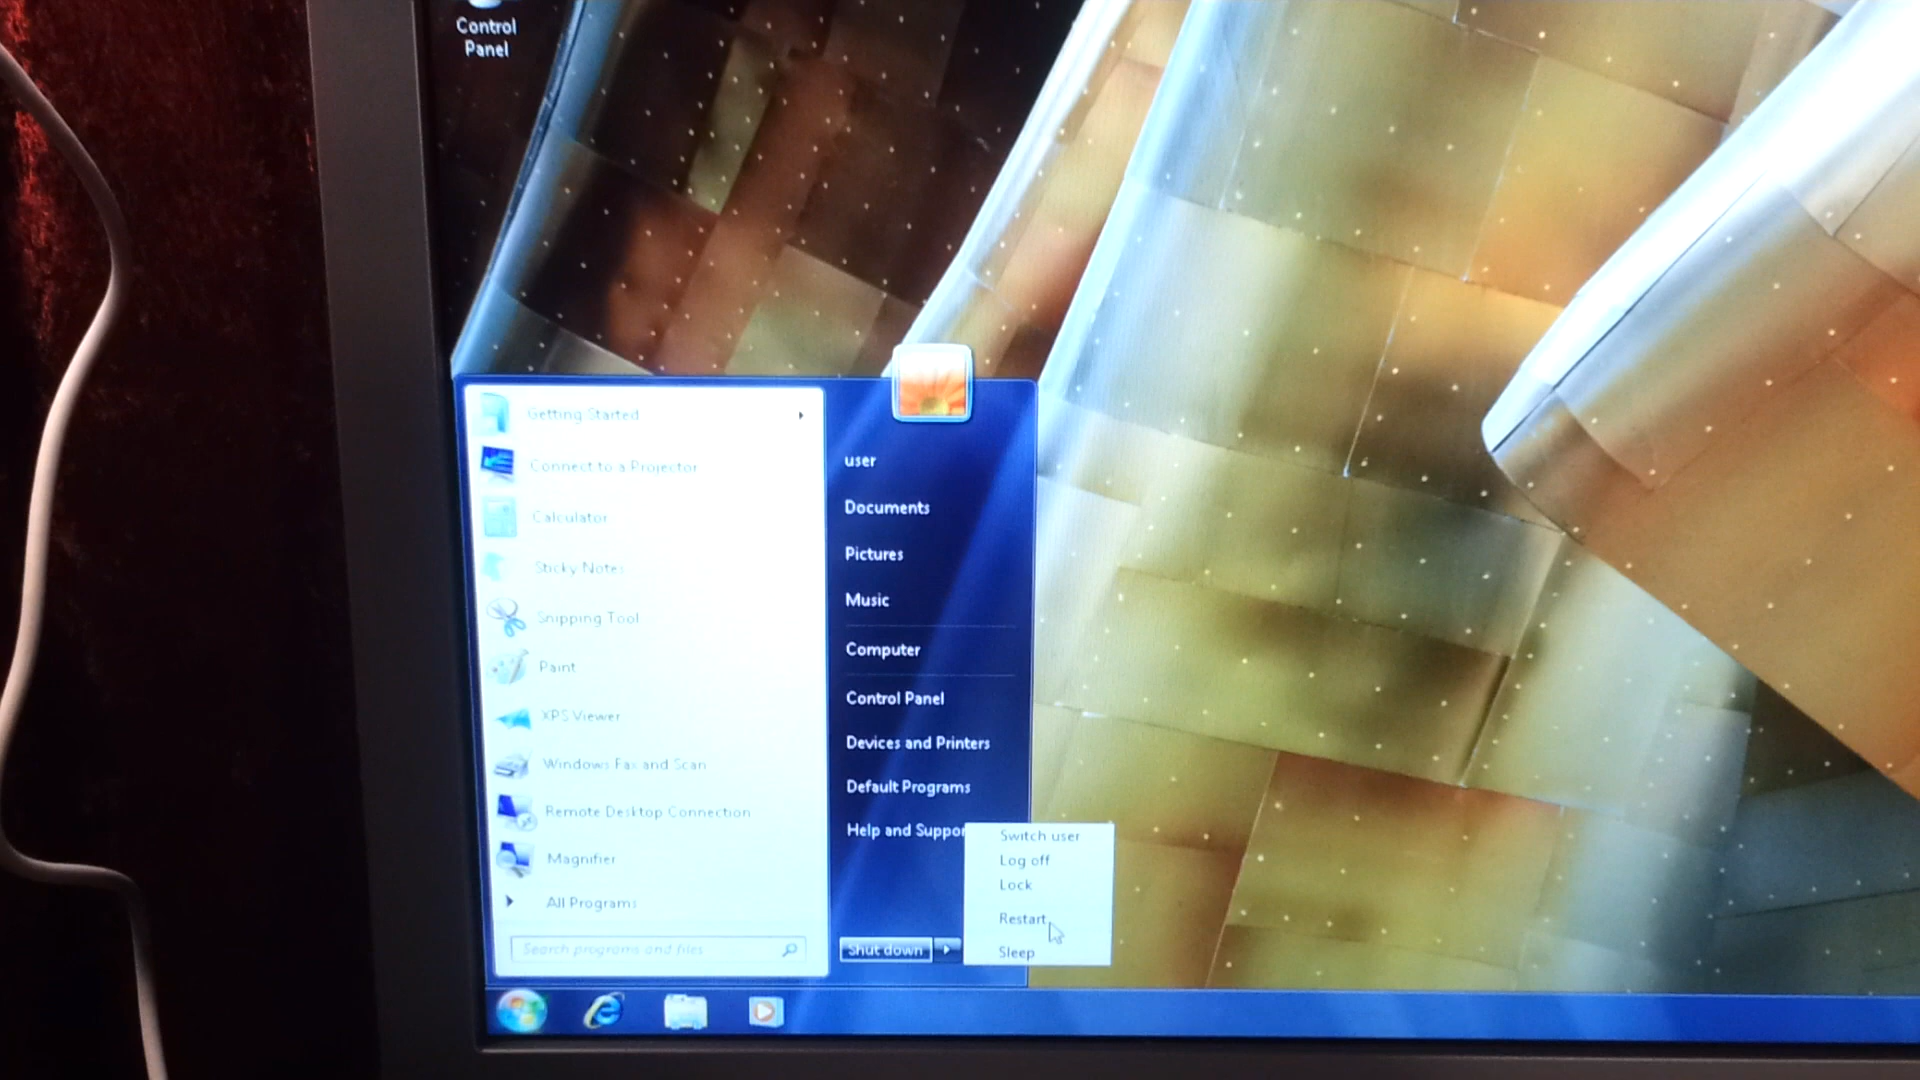 Control
Panel
Getting Started
Connect to a Projector
Calculator
Sticky Notes
Snipping Tool
Paint
XPS Viewer
Windows Fax and Scan
Remote Desktop Connection
Magnifier
All Programs
Search programs and files
user
Documents
Pictures
Music
Computer
Control Panel
Devices and Printers
Default Programs
Help and Suppor
Shut down
Switch user
Log off
Lock
Restart
Sleep